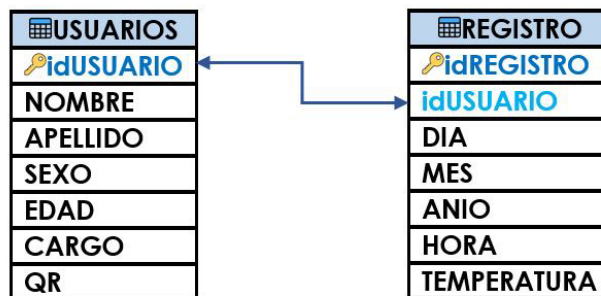 USUARIOS
idUSUARIO
NOMBRE
APELLIDO
SEXO
EDAD
CARGO
QR
REGISTRO
idREGISTRO
idUSUARIO
DIA
MES
ANIO
HORA
TEMPERATURA